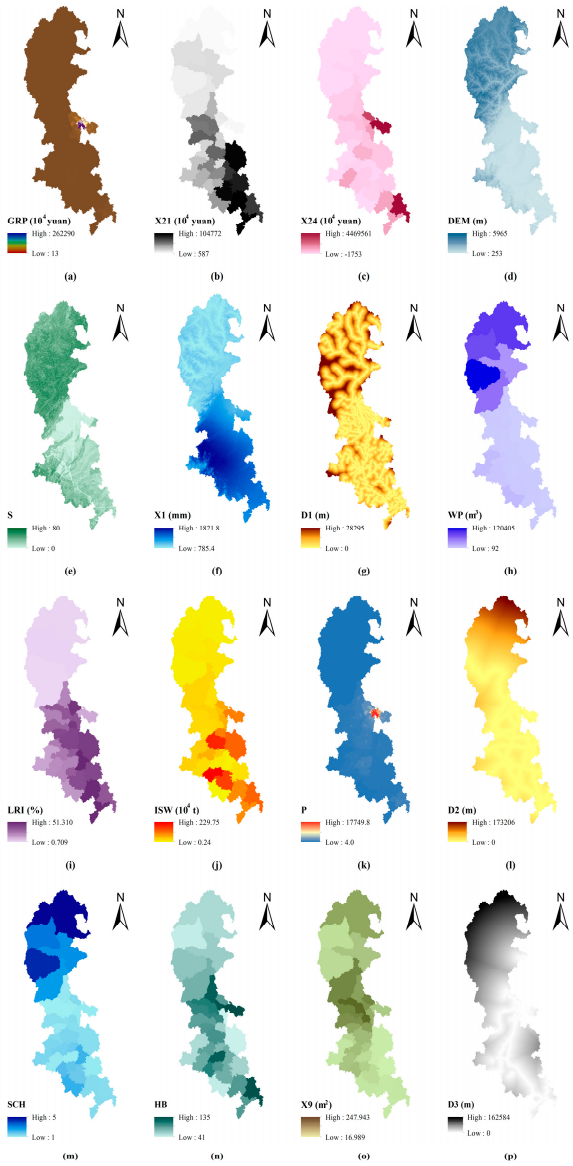 N N N N
GRP (10⁴ yuan) X21 (10⁴ yuan) X24 (10⁴ yuan) DEM (m)
High : 262290 High : 104772 High : 4469561 High : 5965
Low : 13 Low : 587 Low : -1753 Low : 253
(a) (b) (c) (d)
N N N N
S X1 (mm) D1 (m) WP (m³)
High : 80 High : 1821.8 High : 28295 High : 120405
Low : 0 Low : 785.4 Low : 0 Low : 92
(e) (f) (g) (h)
N N N N
LRI (%) ISW (10⁴ t) P D2 (m)
High : 51.310 High : 229.75 High : 17749.8 High : 173206
Low : 0.709 Low : 0.24 Low : 4.0 Low : 0
(i) (j) (k) (l)
N N N N
SCH HB X9 (m²) D3 (m)
High : 5 High : 135 High : 247.943 High : 162584
Low : 1 Low : 41 Low : 16.989 Low : 0
(m) (n) (o) (p)